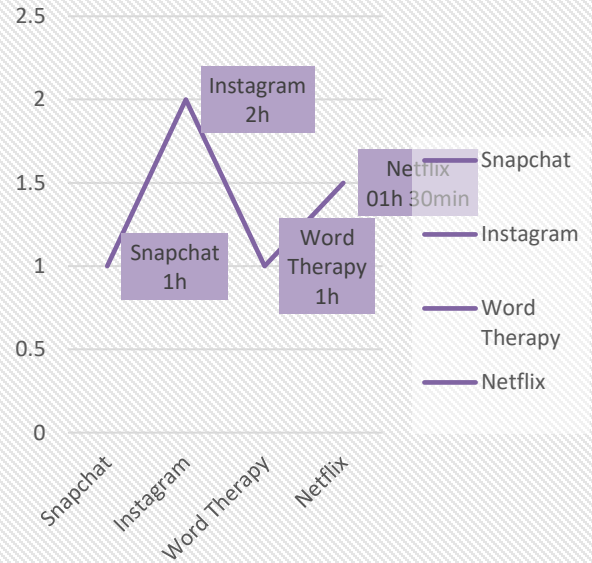 2.5
2
1.5
1
0.5
0
Instagram
2h
Netflix
01h 30min
Snapchat
1h
Word
Therapy
1h
Snapchat
Instagram
Word Therapy
Netflix
Snapchat
Instagram
Word
Therapy
Netflix